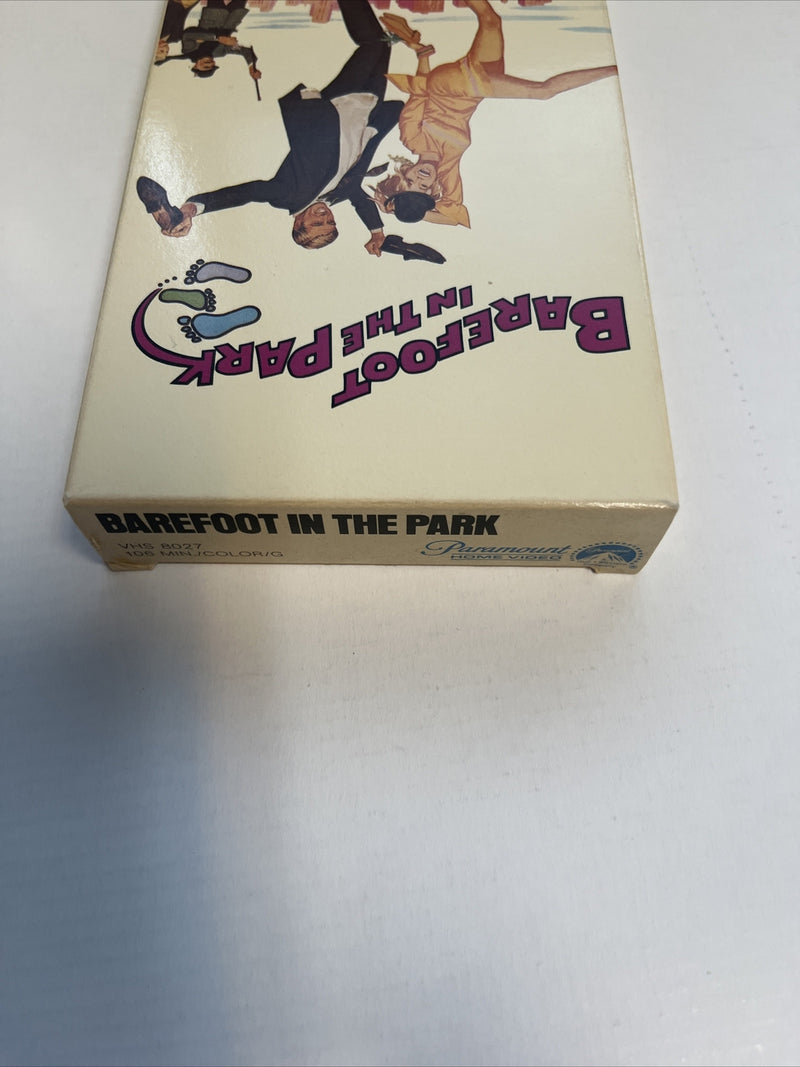 BAREFOOT
IN THE PARK
BAREFOOT IN THE PARK
VHS 8027
106 MIN./COLOR/G
Paramount
HOME VIDEO